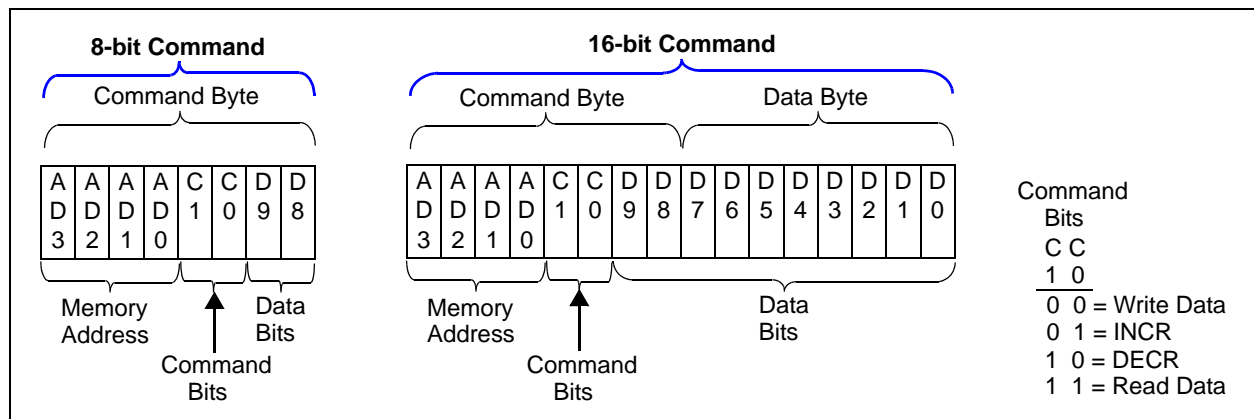 8-bit Command
16-bit Command
Command Byte
Command Byte
Data Byte
A A A A C C D D
D D D D 1 0 9 8
3 2 1 0
A A A A C C D D D D D D D D D D
D D D D 1 0 9 8 7 6 5 4 3 2 1 0
3 2 1 0
Memory
Address
Data
Bits
Command
Bits
Memory
Address
Data
Bits
Command
Bits
Command
Bits
C C
1 0
0 0 = Write Data
0 1 = INCR
1 0 = DECR
1 1 = Read Data